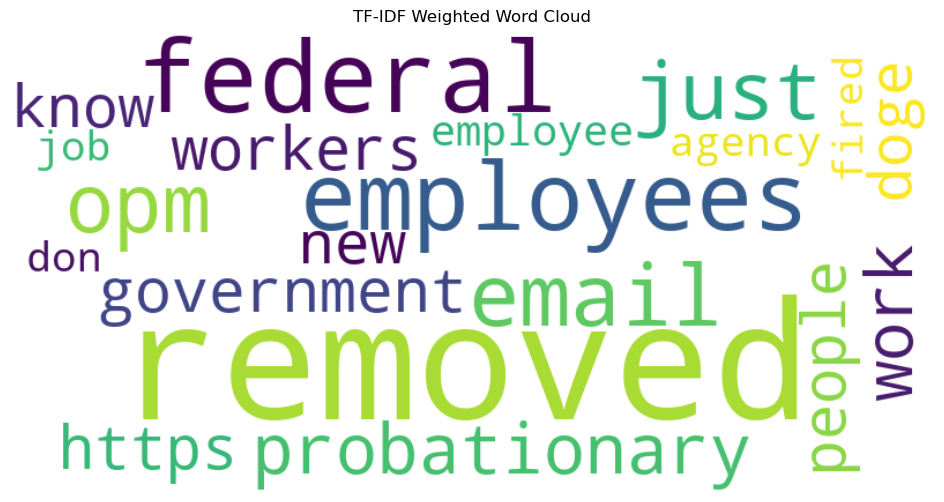 TF-IDF Weighted Word Cloud
federal
just
fired
doge
know
employee
agency
job
workers
opm
employees
new
don
government
email
people
work
removed
https
probationary